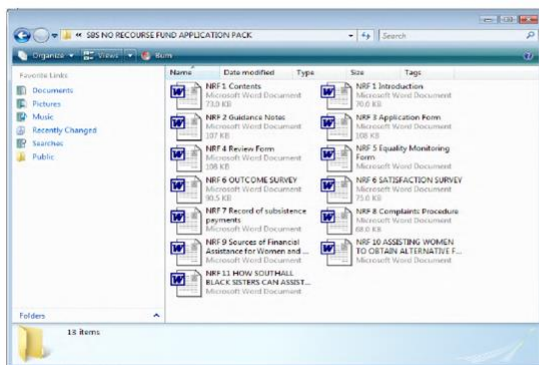 SBS NO RECOURSE FUND APPLICATION PACK
Search
Organize Views Burn
Favorite Links
Documents
Pictures
Music
Recently Changed
Searches
Public
Folders
Name Date modified Type Size Tags
NRF 1 Contents
Microsoft Word Document
73.0 KB
NRF 1 Introduction
Microsoft Word Document
70.0 KB
NRF 2 Guidance Notes
Microsoft Word Document
107 KB
NRF 3 Application Form
Microsoft Word Document
108 KB
NRF 4 Review Form
Microsoft Word Document
108 KB
NRF 5 Equality Monitoring
Form
Microsoft Word Document
NRF 6 OUTCOME SURVEY
Microsoft Word Document
90.5 KB
NRF 6 SATISFACTION SURVEY
Microsoft Word Document
75.0 KB
NRF 7 Record of subsistence
payments
Microsoft Word Document
NRF 8 Complaints Procedure
Microsoft Word Document
68.0 KB
NRF 9 Sources of Financial
Assistance for Women and ...
Microsoft Word Document
NRF 10 ASSISTING WOMEN
TO OBTAIN ALTERNATIVE F...
Microsoft Word Document
NRF 11 HOW SOUTHALL
BLACK SISTERS CAN ASSIST...
Microsoft Word Document
13 items